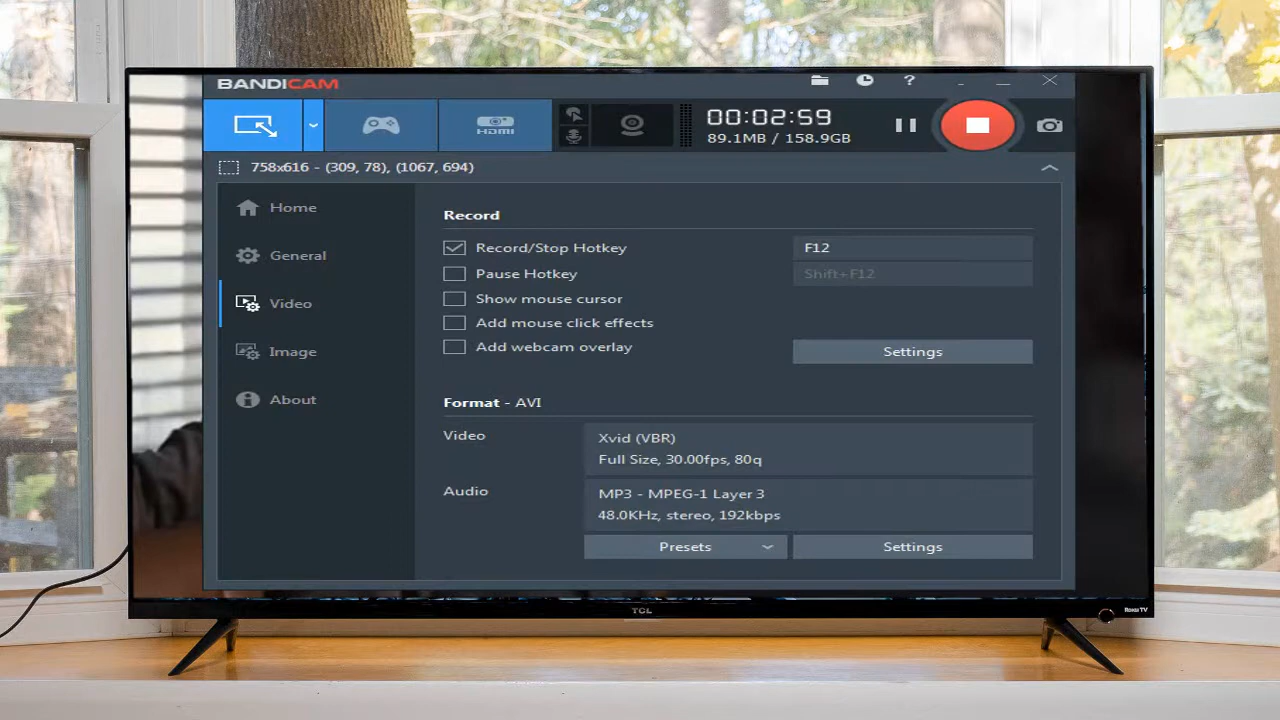 BANDICAM
?
HDMI
00:02:59
89.1MB / 158.9GB
758x616 - (309, 78), (1067, 694)
Home
General
Video
Image
About
Record
Record/Stop Hotkey
F12
Pause Hotkey
Shift+F12
Show mouse cursor
Add mouse click effects
Add webcam overlay
Settings
Format - AVI
Video
Xvid (VBR)
Full Size, 30.00fps, 80q
Audio
MP3 - MPEG-1 Layer 3
48.0KHz, stereo, 192kbps
Presets
Settings
TCL
Roku TV